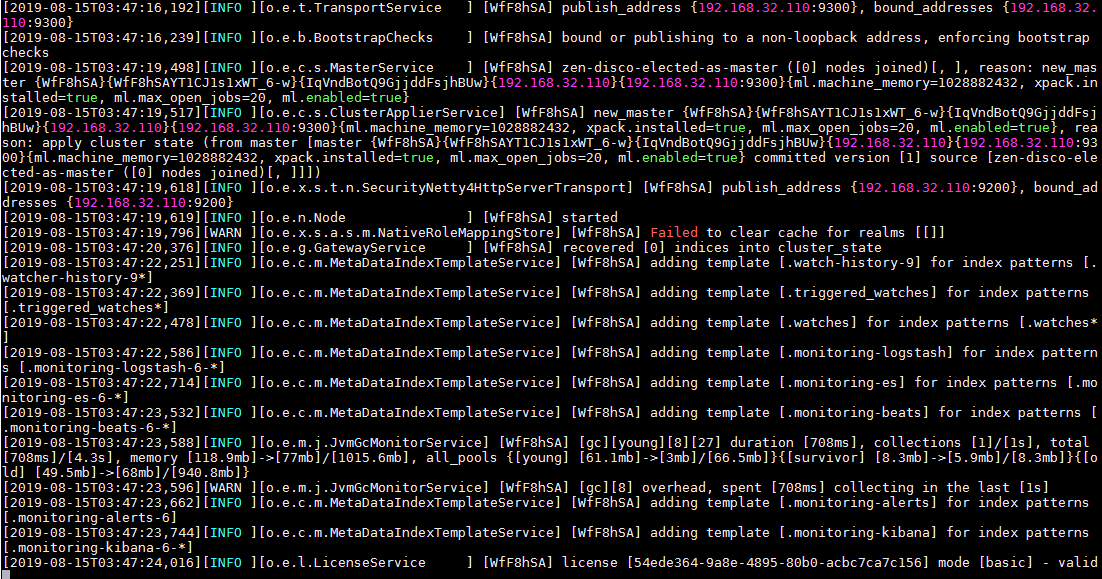 [2019-08-15T03:47:16,192][INFO ][o.e.t.TransportService   ] [WfF8hSA] publish_address {192.168.32.110:9300}, bound_addresses {192.168.32.
110:9300}
[2019-08-15T03:47:16,239][INFO ][o.e.b.BootstrapChecks    ] [WfF8hSA] bound or publishing to a non-loopback address, enforcing bootstrap
checks
[2019-08-15T03:47:19,498][INFO ][o.e.c.s.MasterService    ] [WfF8hSA] zen-disco-elected-as-master ([0] nodes joined)[, ], reason: new_mas
ter {WfF8hSA}{WfF8hSAYT1CJ1s1xWT_6-w}{IqVndBotQ9GjjddFsjhBUw}{192.168.32.110}{192.168.32.110:9300}{ml.machine_memory=1028882432, xpack.in
stalled=true, ml.max_open_jobs=20, ml.enabled=true}
[2019-08-15T03:47:19,517][INFO ][o.e.c.s.ClusterApplierService] [WfF8hSA] new_master {WfF8hSA}{WfF8hSAYT1CJ1s1xWT_6-w}{IqVndBotQ9GjjddFs
jhBUw}{192.168.32.110}{192.168.32.110:9300}{ml.machine_memory=1028882432, xpack.installed=true, ml.max_open_jobs=20, ml.enabled=true}, rea
son: apply cluster state (from master [master {WfF8hSA}{WfF8hSAYT1CJ1s1xWT_6-w}{IqVndBotQ9GjjddFsjhBUw}{192.168.32.110}{192.168.32.110:93
00}{ml.machine_memory=1028882432, xpack.installed=true, ml.max_open_jobs=20, ml.enabled=true} committed version [1] source [zen-disco-ele
cted-as-master ([0] nodes joined)[, ]]])
[2019-08-15T03:47:19,618][INFO ][o.e.x.s.t.n.SecurityNetty4HttpServerTransport] [WfF8hSA] publish_address {192.168.32.110:9200}, bound_ad
dresses {192.168.32.110:9200}
[2019-08-15T03:47:19,619][INFO ][o.e.n.Node               ] [WfF8hSA] started
[2019-08-15T03:47:19,796][WARN ][o.e.x.s.a.s.m.NativeRoleMappingStore] [WfF8hSA] Failed to clear cache for realms [[]]
[2019-08-15T03:47:20,376][INFO ][o.e.g.GatewayService     ] [WfF8hSA] recovered [0] indices into cluster_state
[2019-08-15T03:47:22,251][INFO ][o.e.c.m.MetaDataIndexTemplateService] [WfF8hSA] adding template [.watch-history-9] for index patterns [.
watcher-history-9*]
[2019-08-15T03:47:22,369][INFO ][o.e.c.m.MetaDataIndexTemplateService] [WfF8hSA] adding template [.triggered_watches] for index patterns
[.triggered_watches*]
[2019-08-15T03:47:22,478][INFO ][o.e.c.m.MetaDataIndexTemplateService] [WfF8hSA] adding template [.watches] for index patterns [.watches*
]
[2019-08-15T03:47:22,586][INFO ][o.e.c.m.MetaDataIndexTemplateService] [WfF8hSA] adding template [.monitoring-logstash] for index pattern
s [.monitoring-logstash-6-*]
[2019-08-15T03:47:22,714][INFO ][o.e.c.m.MetaDataIndexTemplateService] [WfF8hSA] adding template [.monitoring-es] for index patterns [.mo
nitoring-es-6-*]
[2019-08-15T03:47:23,532][INFO ][o.e.c.m.MetaDataIndexTemplateService] [WfF8hSA] adding template [.monitoring-beats] for index patterns [
.monitoring-beats-6-*]
[2019-08-15T03:47:23,588][INFO ][o.e.m.j.JvmGcMonitorService] [WfF8hSA] [gc][young][8][27] duration [708ms], collections [1]/[1s], total
[708ms]/[4.3s], memory [118.9mb]->[77mb]/[1015.6mb], all_pools {[young] [61.1mb]->[3mb]/[66.5mb]}{[survivor] [8.3mb]->[5.9mb]/[8.3mb]}{[o
ld] [49.5mb]->[68mb]/[940.8mb]}
[2019-08-15T03:47:23,596][WARN ][o.e.m.j.JvmGcMonitorService] [WfF8hSA] [gc][8] overhead, spent [708ms] collecting in the last [1s]
[2019-08-15T03:47:23,662][INFO ][o.e.c.m.MetaDataIndexTemplateService] [WfF8hSA] adding template [.monitoring-alerts] for index patterns
[.monitoring-alerts-6]
[2019-08-15T03:47:23,744][INFO ][o.e.c.m.MetaDataIndexTemplateService] [WfF8hSA] adding template [.monitoring-kibana] for index patterns
[.monitoring-kibana-6-*]
[2019-08-15T03:47:24,016][INFO ][o.e.l.LicenseService     ] [WfF8hSA] license [54ede364-9a8e-4895-80b0-acbc7ca7c156] mode [basic] - valid